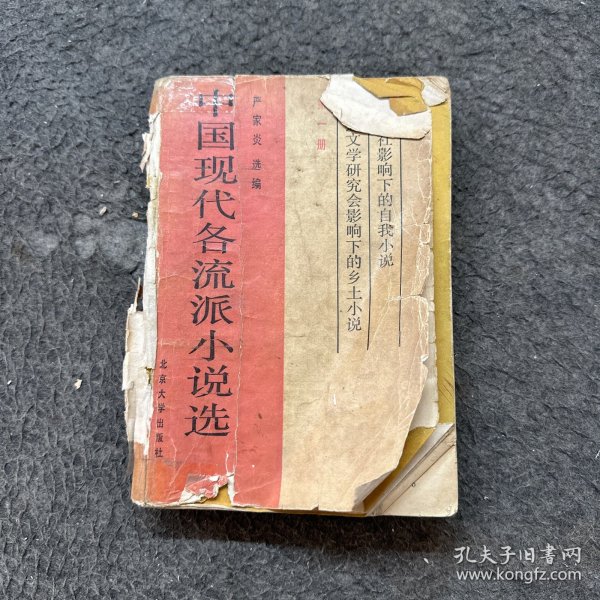 中国现代各流派小说选
严家炎 选编
北京大学出版社
册
社影响下的自我小说
文学研究会影响下的乡土小说
孔夫子旧书网
www.kongfz.com